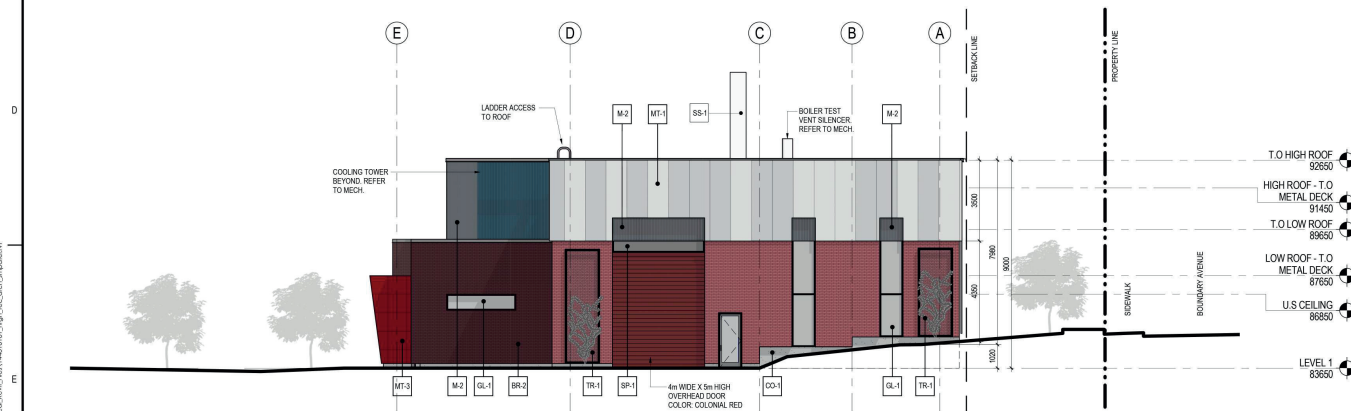 E
D
C
B
A
SETBACK LINE
PROPERTY LINE
D
LADDER ACCESS
TO ROOF
M-2
MT-1
SS-1
BOILER TEST
VENT SILENCER.
REFER TO MECH.
M-2
COOLING TOWER
BEYOND. REFER
TO MECH.
T.O HIGH ROOF
92650
HIGH ROOF - T.O
METAL DECK
91450
T.O LOW ROOF
89650
LOW ROOF - T.O
METAL DECK
87650
U.S CEILING
86850
LEVEL 1
83650
3500
7980
9000
4350
1020
SIDEWALK
BOUNDARY AVENUE
E
MT-3
M-2
GL-1
BR-2
TR-1
SP-1
4m WIDE X 5m HIGH
OVERHEAD DOOR
COLOR: COLONIAL RED
CO-1
GL-1
TR-1